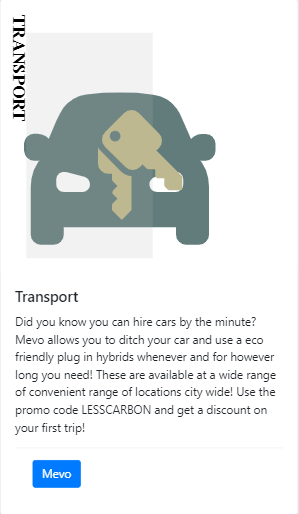 TRANSPORT
Transport
Did you know you can hire cars by the minute?
Mevo allows you to ditch your car and use a eco
friendly plug in hybrids whenever and for however
long you need! These are available at a wide range
of convenient range of locations city wide! Use the
promo code LESSCARBON and get a discount on
your first trip!
Mevo